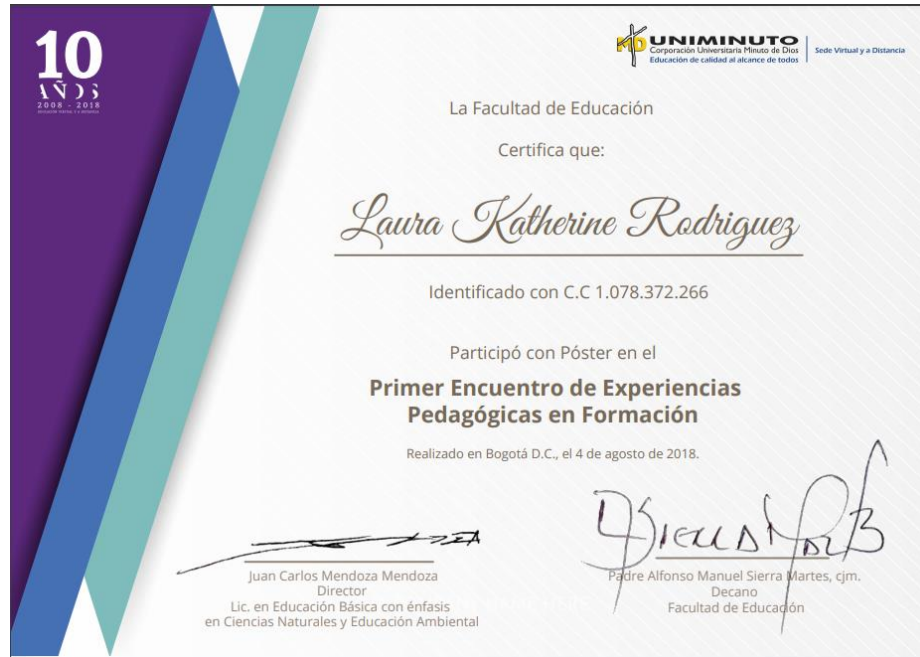 10
AÑOS
2008 - 2018
UNIMINUTO
Corporación Universitaria Minuto de Dios
Educación de calidad al alcance de todos
Sede Virtual y a Distancia
La Facultad de Educación
Certifica que:
Laura Katherine Rodriguez
Identificado con C.C 1.078.372.266
Participó con Póster en el
Primer Encuentro de Experiencias
Pedagógicas en Formación
Realizado en Bogotá D.C., el 4 de agosto de 2018.
Juan Carlos Mendoza Mendoza
Director
Lic. en Educación Básica con énfasis
en Ciencias Naturales y Educación Ambiental
Padre Alfonso Manuel Sierra Martes, cjm.
Decano
Facultad de Educación